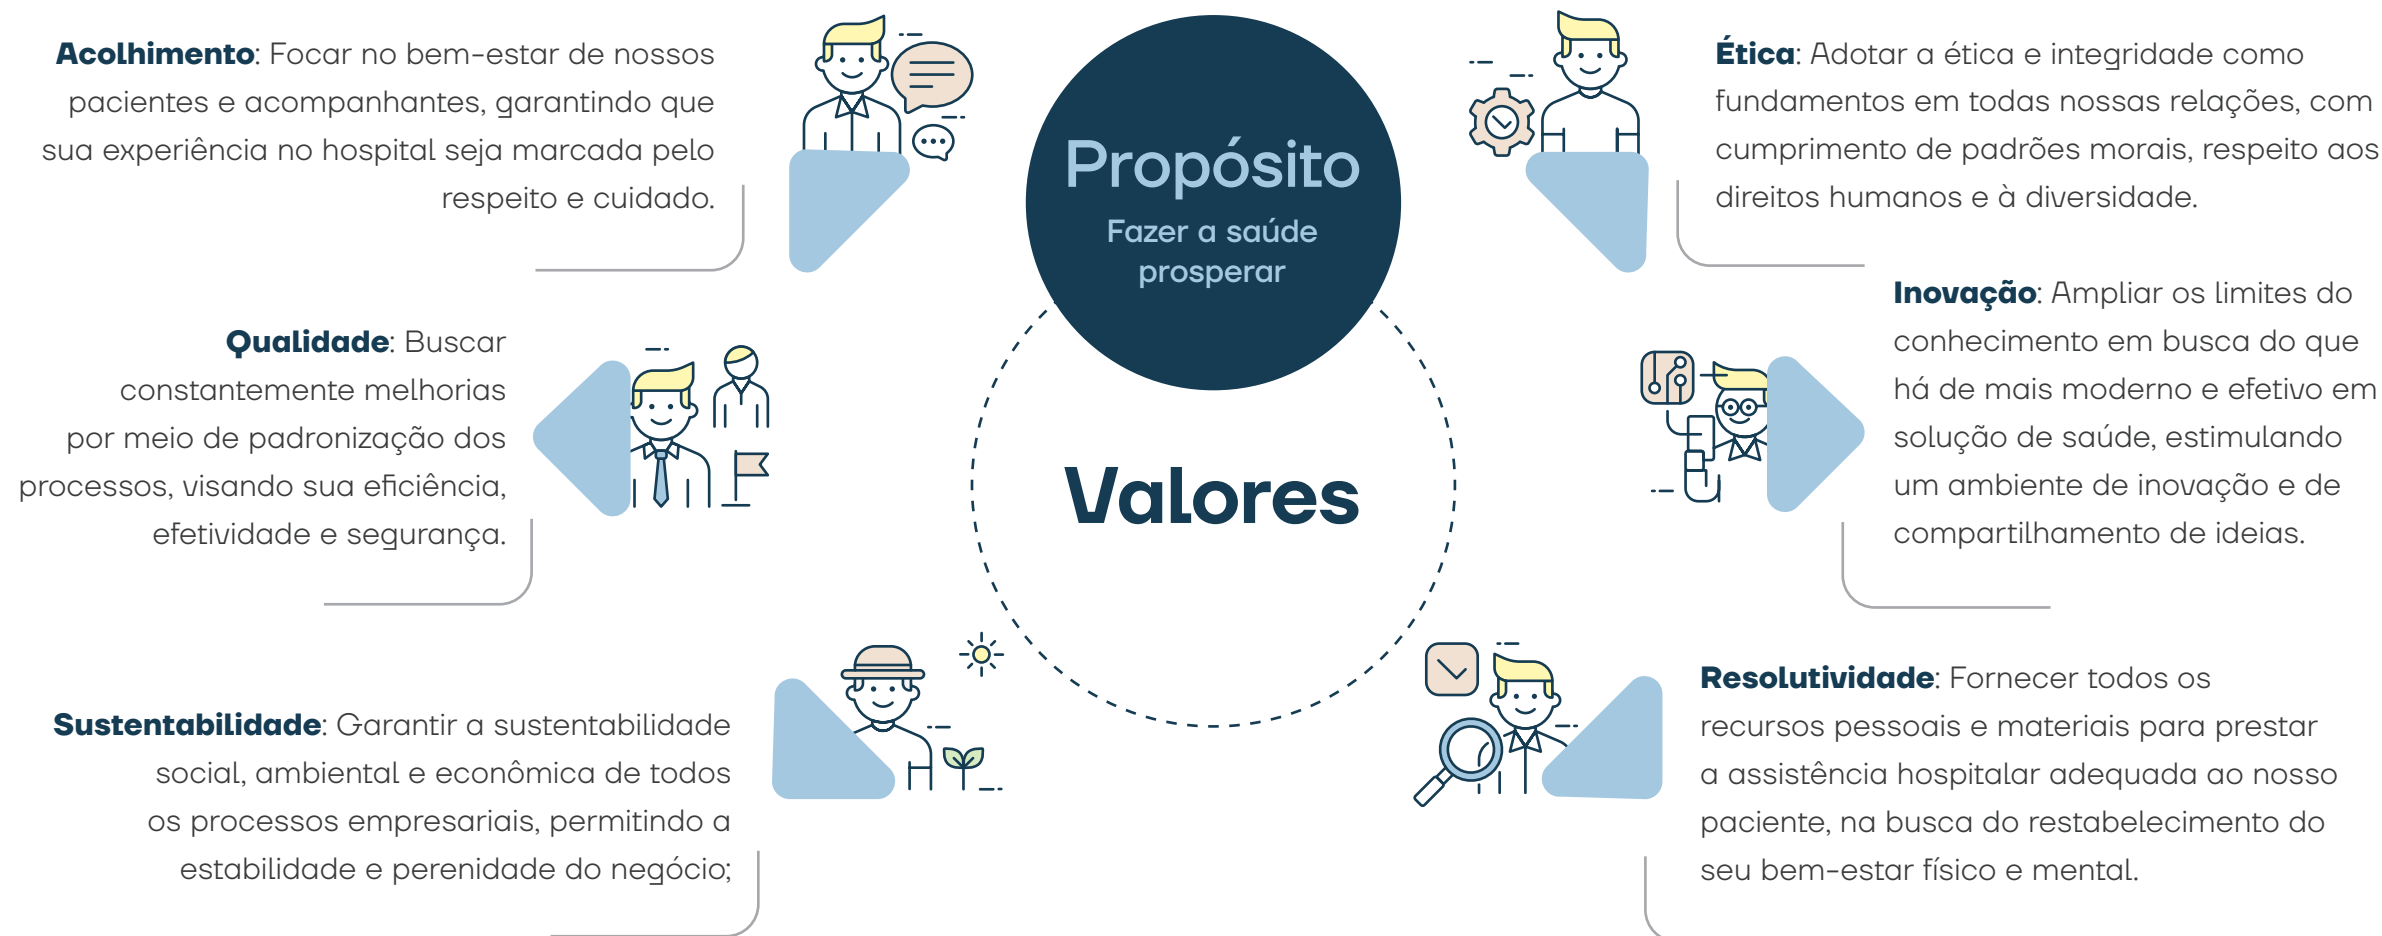 Acolhimento: Focar no bem-estar de nossos
pacientes e acompanhantes, garantindo que
sua experiência no hospital seja marcada pelo
respeito e cuidado.
Qualidade: Buscar
constantemente melhorias
por meio de padronização dos
processos, visando sua eficiência,
efetividade e segurança.
Sustentabilidade: Garantir a sustentabilidade
social, ambiental e econômica de todos
os processos empresariais, permitindo a
estabilidade e perenidade do negócio;
Propósito
Fazer a saúde
prosperar
Valores
Ética: Adotar a ética e integridade como
fundamentos em todas nossas relações, com
cumprimento de padrões morais, respeito aos
direitos humanos e à diversidade.
Inovação: Ampliar os limites do
conhecimento em busca do que
há de mais moderno e efetivo em
solução de saúde, estimulando
um ambiente de inovação e de
compartilhamento de ideias.
Resolutividade: Fornecer todos os
recursos pessoais e materiais para prestar
a assistência hospitalar adequada ao nosso
paciente, na busca do restabelecimento do
seu bem-estar físico e mental.